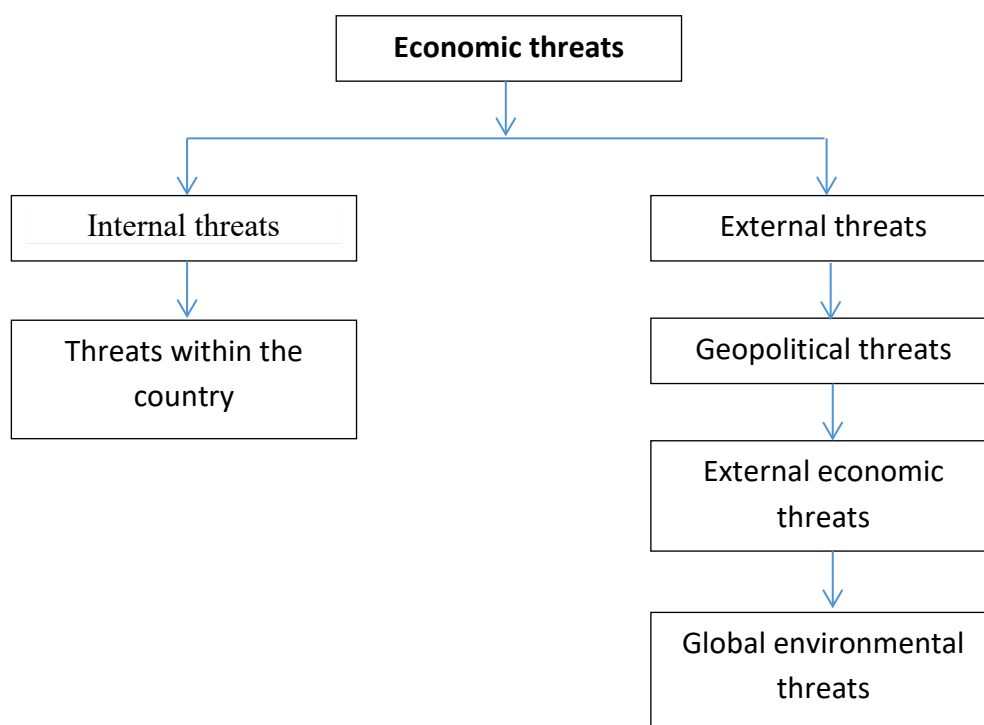 Economic threats
Internal threats
External threats
Threats within the
country
Geopolitical threats
External economic
threats
Global environmental
threats